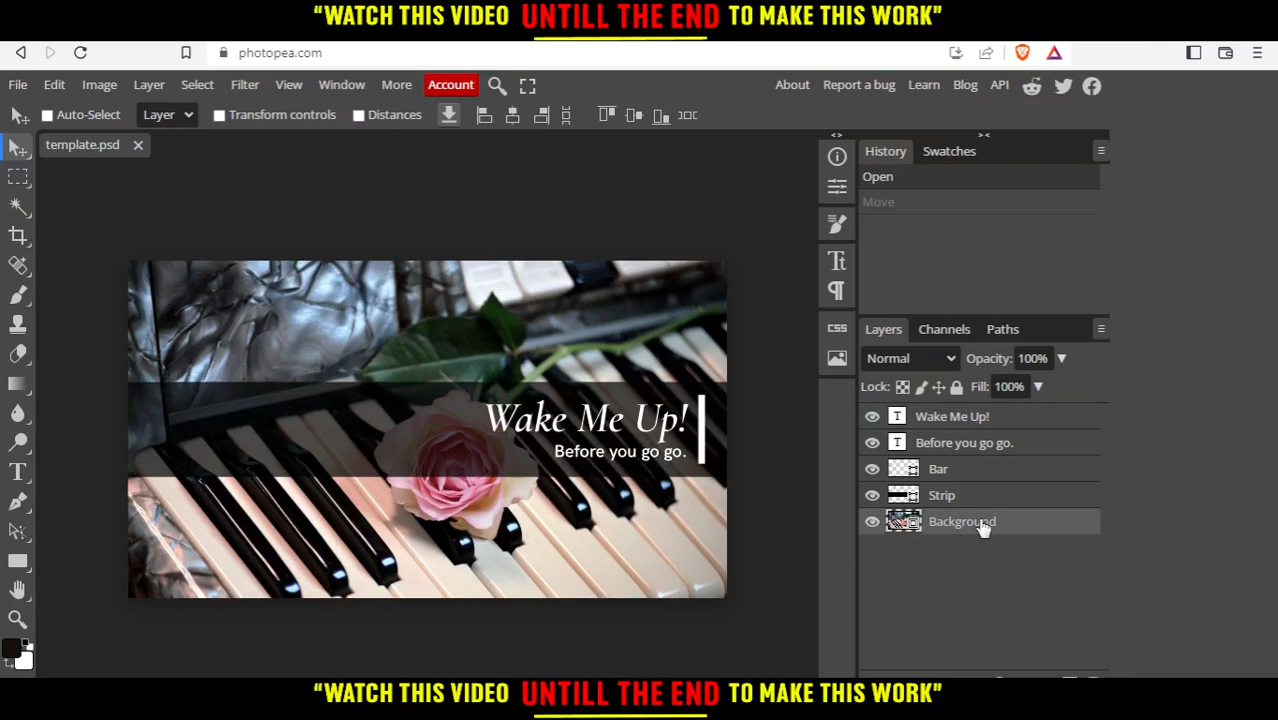 “WATCH THIS VIDEO UNTILL THE END TO MAKE THIS WORK”
photopea.com
File Edit Image Layer Select Filter View Window More Account About Report a bug Learn Blog API
Auto-Select Layer Transform controls Distances
template.psd
History Swatches
Open
Move
Wake Me Up!
Before you go go.
Tt
CSS
Layers Channels Paths
Normal Opacity: 100%
Lock: Fill: 100%
T Wake Me Up!
T Before you go go.
Bar
Strip
Background
T
“WATCH THIS VIDEO UNTILL THE END TO MAKE THIS WORK”